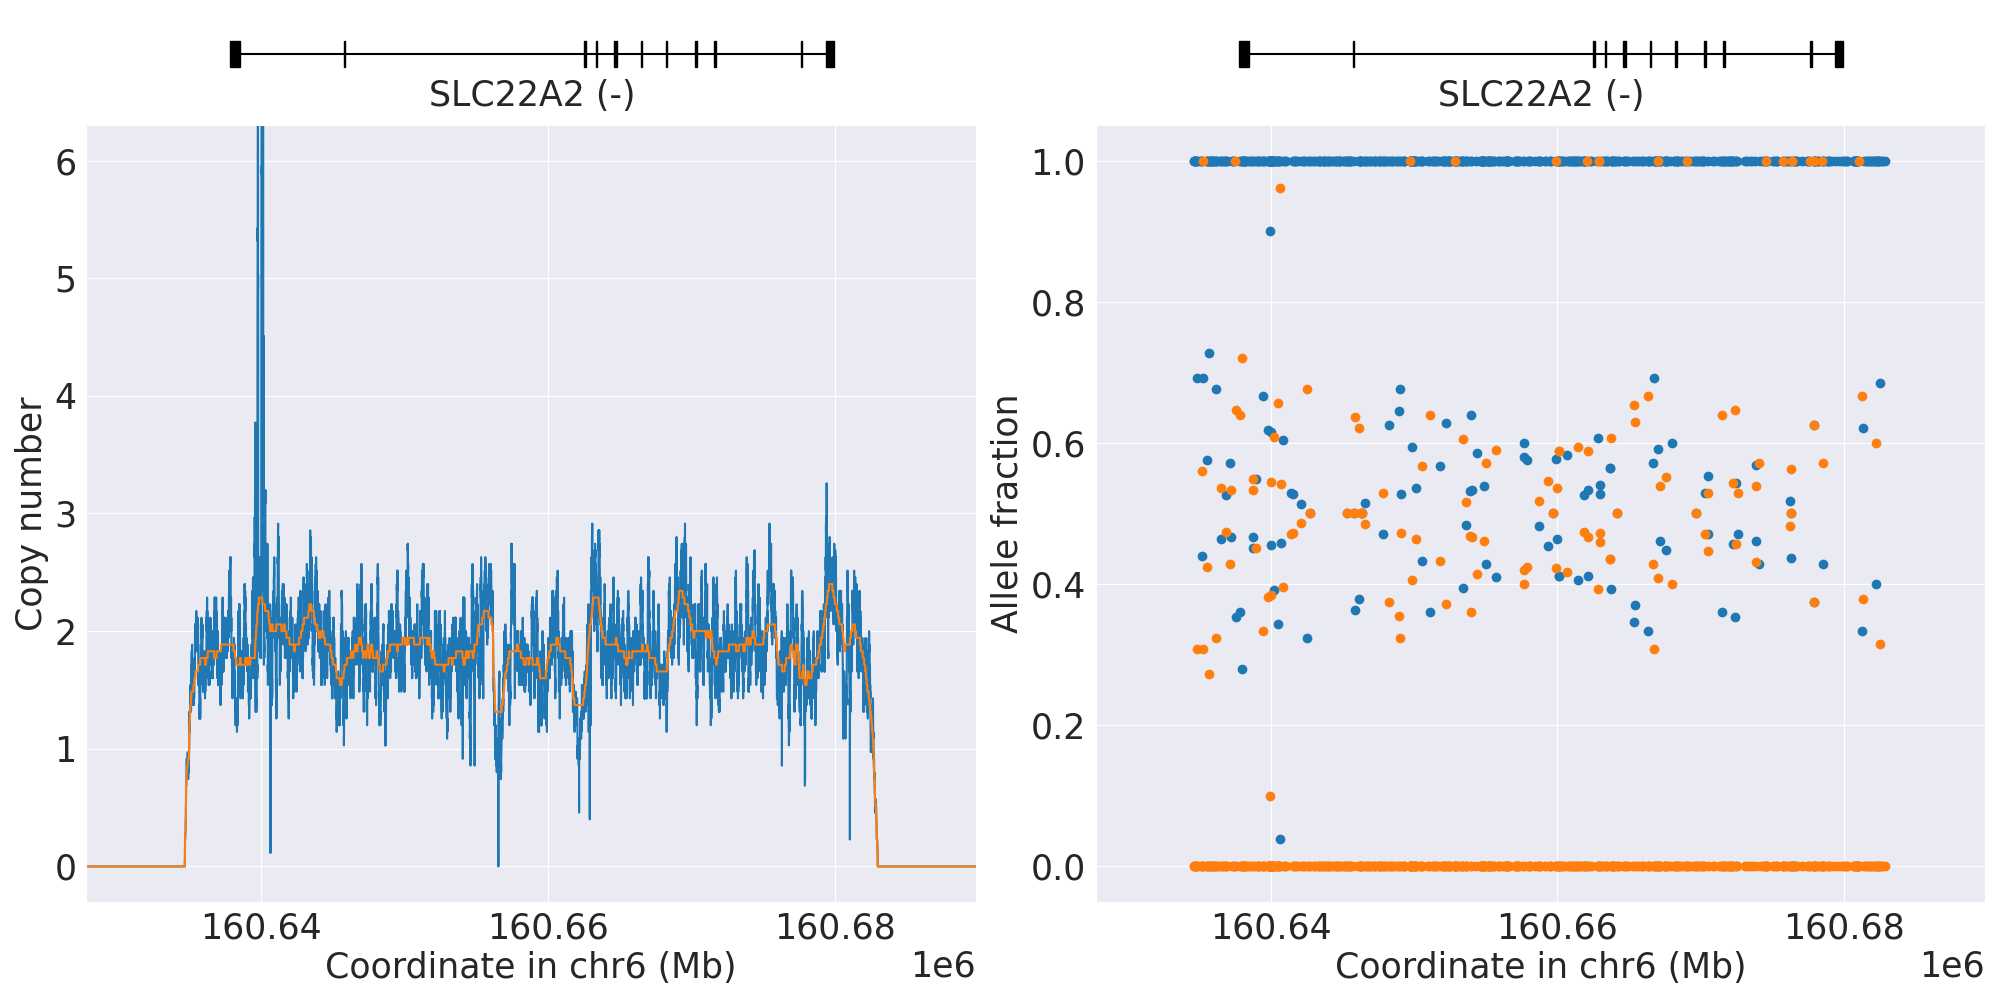 SLC22A2 (-)
6
5
4
3
2
1
0
Copy number
160.64
160.66
160.68
Coordinate in chr6 (Mb)
1e6
SLC22A2 (-)
1.0
0.8
0.6
0.4
0.2
0.0
Allele fraction
160.64
160.66
160.68
Coordinate in chr6 (Mb)
1e6